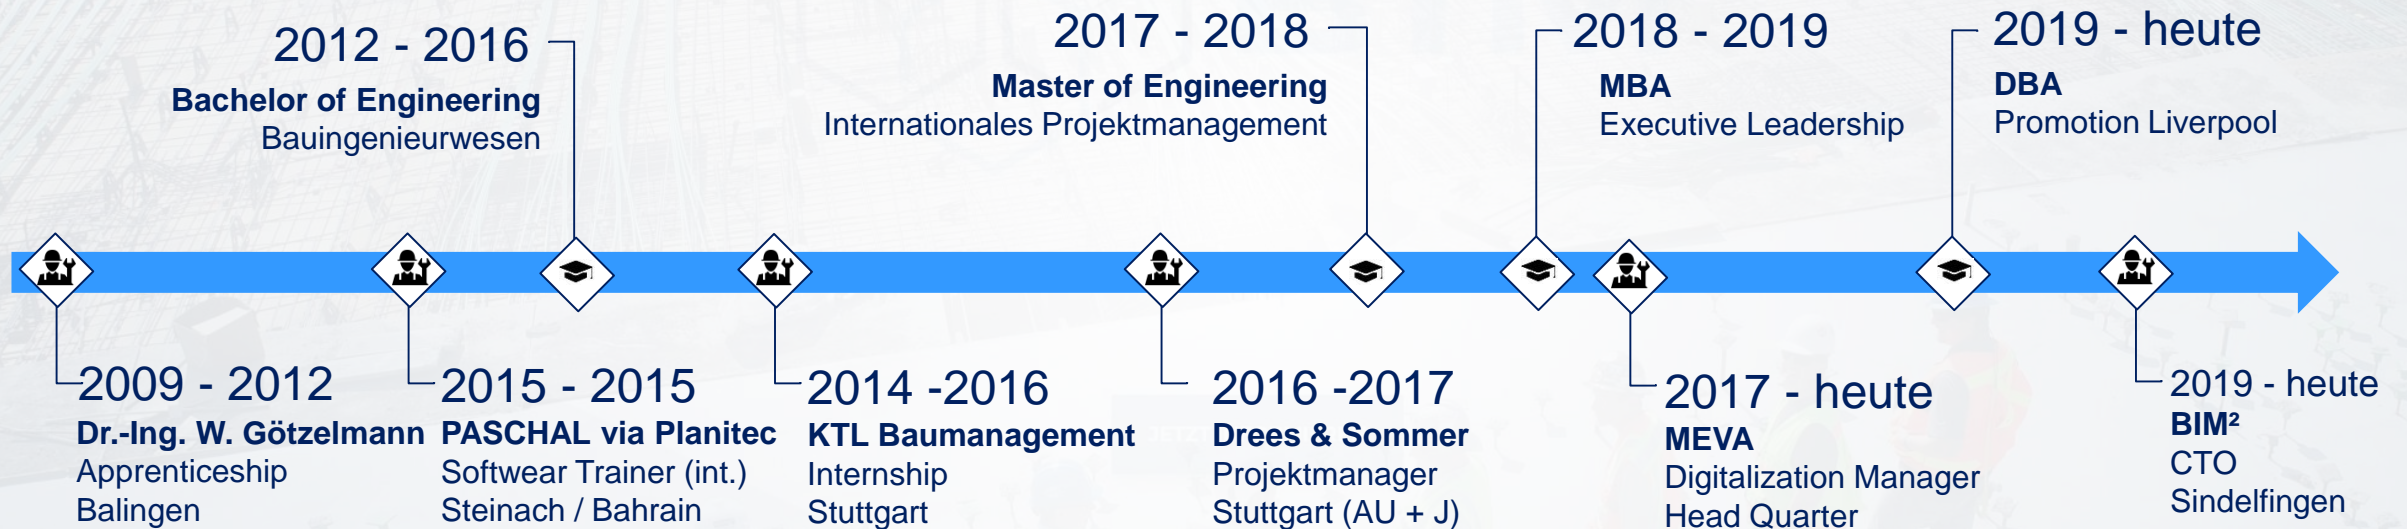 2012 - 2016
Bachelor of Engineering
Bauingenieurwesen
2017 - 2018
Master of Engineering
Internationales Projektmanagement
2018 - 2019
MBA
Executive Leadership
2019 - heute
DBA
Promotion Liverpool
2009 - 2012
Dr.-Ing. W. Götzelmann
Apprenticeship
Balingen
2015 - 2015
PASCHAL via Planitec
Softwear Trainer (int.)
Steinach / Bahrain
2014 -2016
KTL Baumanagement
Internship
Stuttgart
2016 -2017
Drees & Sommer
Projektmanager
Stuttgart (AU + J)
2017 - heute
MEVA
Digitalization Manager
Head Quarter
2019 - heute
BIM²
CTO
Sindelfingen